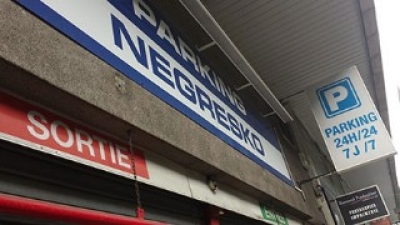 PARKING
NEGRESKO
SORTIE
P
PARKING
24H/24
7J/7